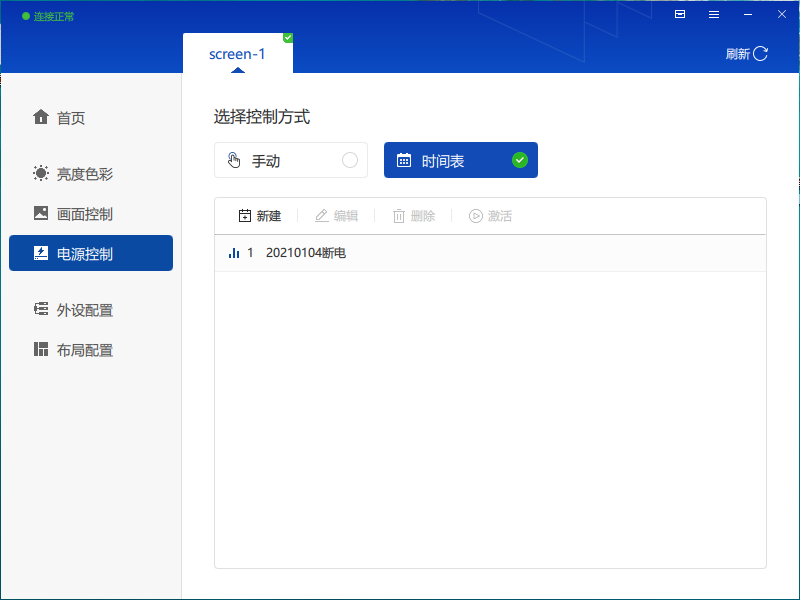 连接正常
screen-1
刷新
首页
亮度色彩
画面控制
电源控制
外设配置
布局配置
选择控制方式
手动
时间表
新建 编辑 删除 激活
1 20210104断电